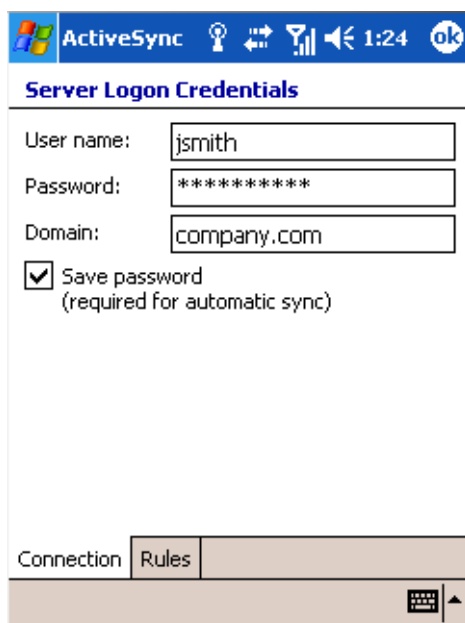 ActiveSync 1:24 ok
Server Logon Credentials
User name: jsmith
Password: **********
Domain: company.com
Save password
(required for automatic sync)
Connection Rules